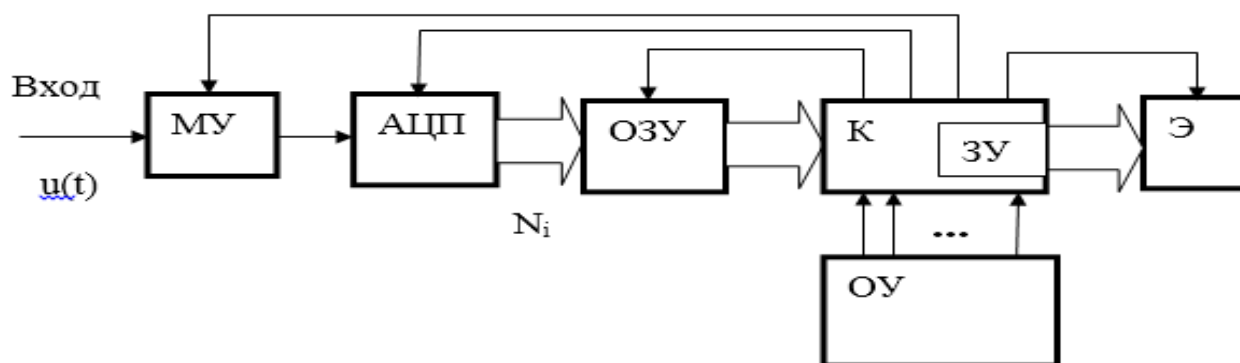 Вход
МУ
АЦП
ОЗУ
К
ЗУ
Э
u(t)
Ni
...
ОУ